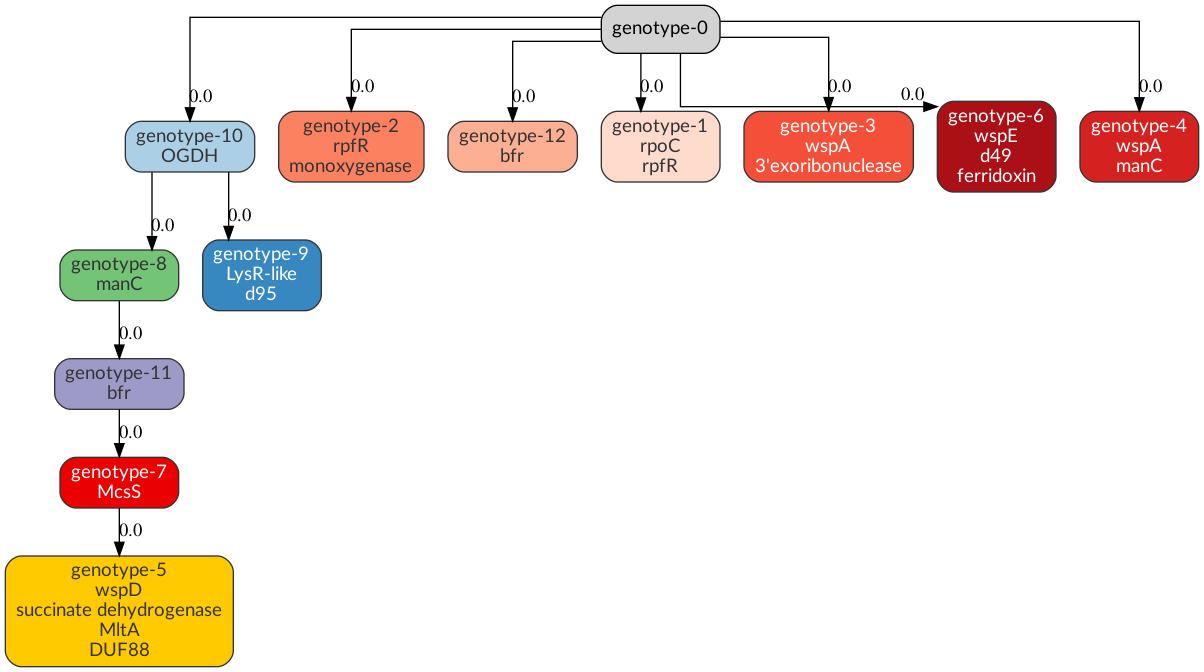 genotype-0
0.0
0.0
0.0
0.0
0.0
0.0
0.0
genotype-10
OGDH
genotype-2
rpfR
monoxygenase
genotype-12
bfr
genotype-1
rpoC
rpfR
genotype-3
wspA
3'exoribonuclease
genotype-6
wspE
d49
ferridoxin
genotype-4
wspA
manC
0.0
0.0
genotype-8
manC
genotype-9
LysR-like
d95
0.0
genotype-11
bfr
0.0
genotype-7
McsS
0.0
genotype-5
wspD
succinate dehydrogenase
MltA
DUF88